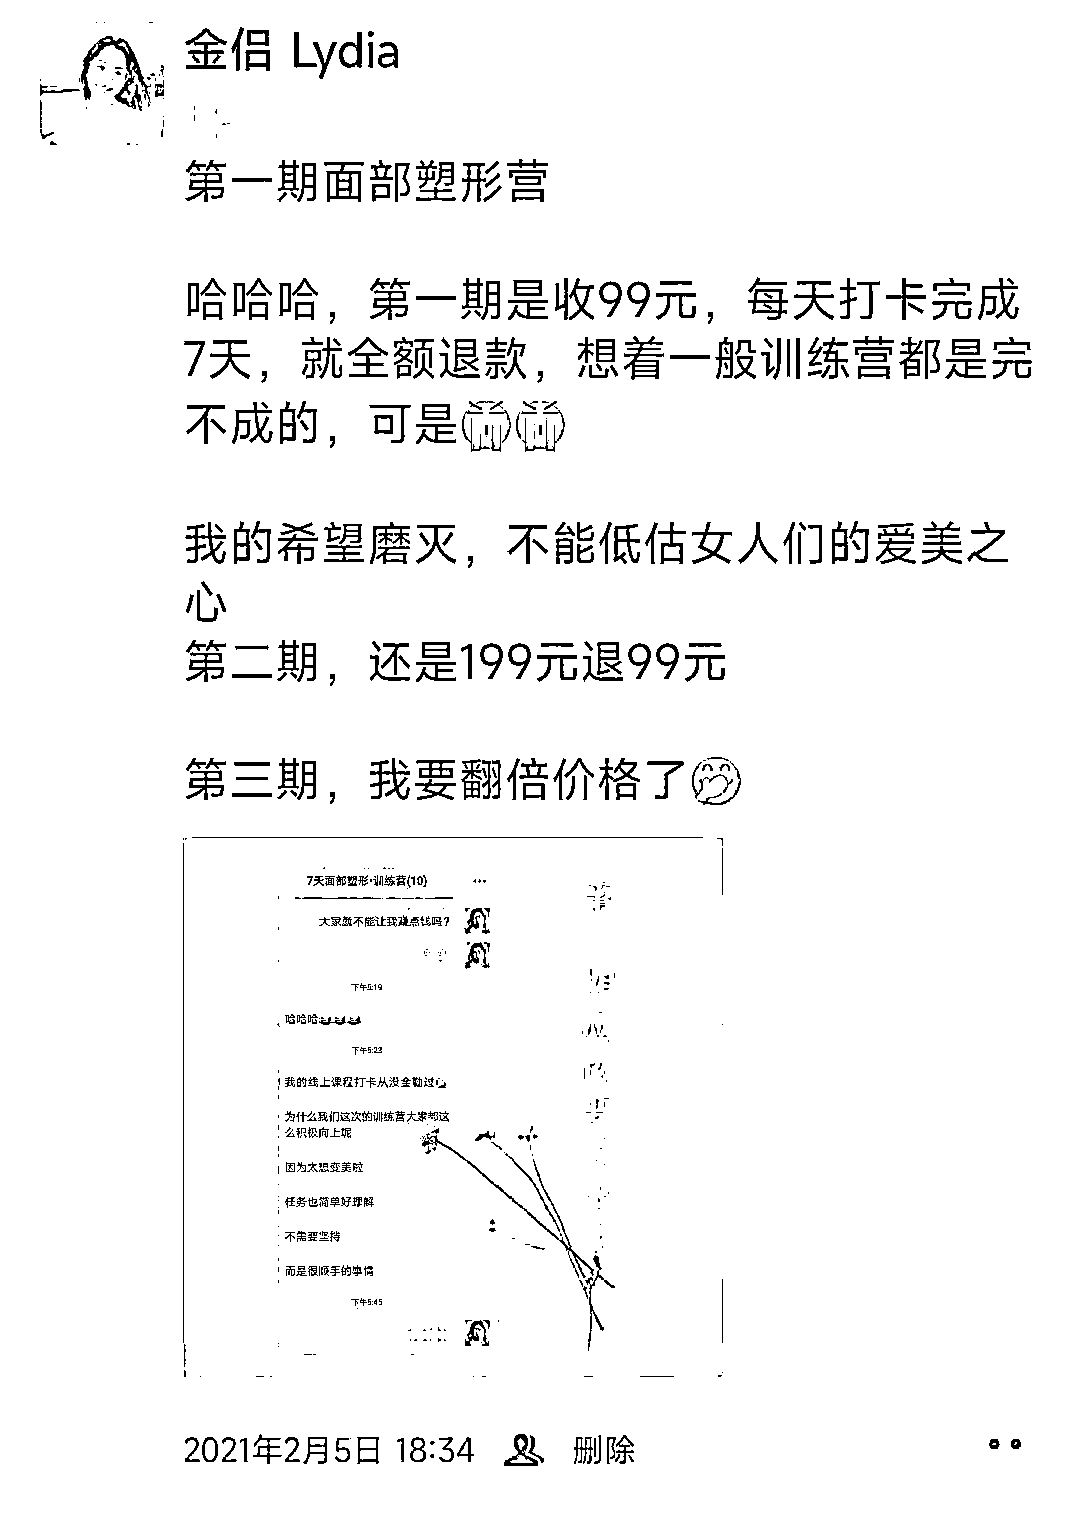 金侣 Lydia
第一期面部塑形营
哈哈哈，第一期是收99元，每天打卡完成
7天，就全额退款，想着一般训练营都是完
不成的，可是
我的希望磨灭，不能低估女人们的爱美之
心
第二期，还是199元退99元
第三期，我要翻倍价格了
7天面部塑形·训练营(10)
大家就不能让我赚点钱吗？
下午5:19
哈哈哈
下午5:23
我的线上课程打卡从没全勤过
为什么我们这次的训练营大家都这
么积极向上呢
因为太想变美啦
任务也简单好理解
不需要坚持
而是很顺手的事情
下午5:45
2021年2月5日 18:34 删除